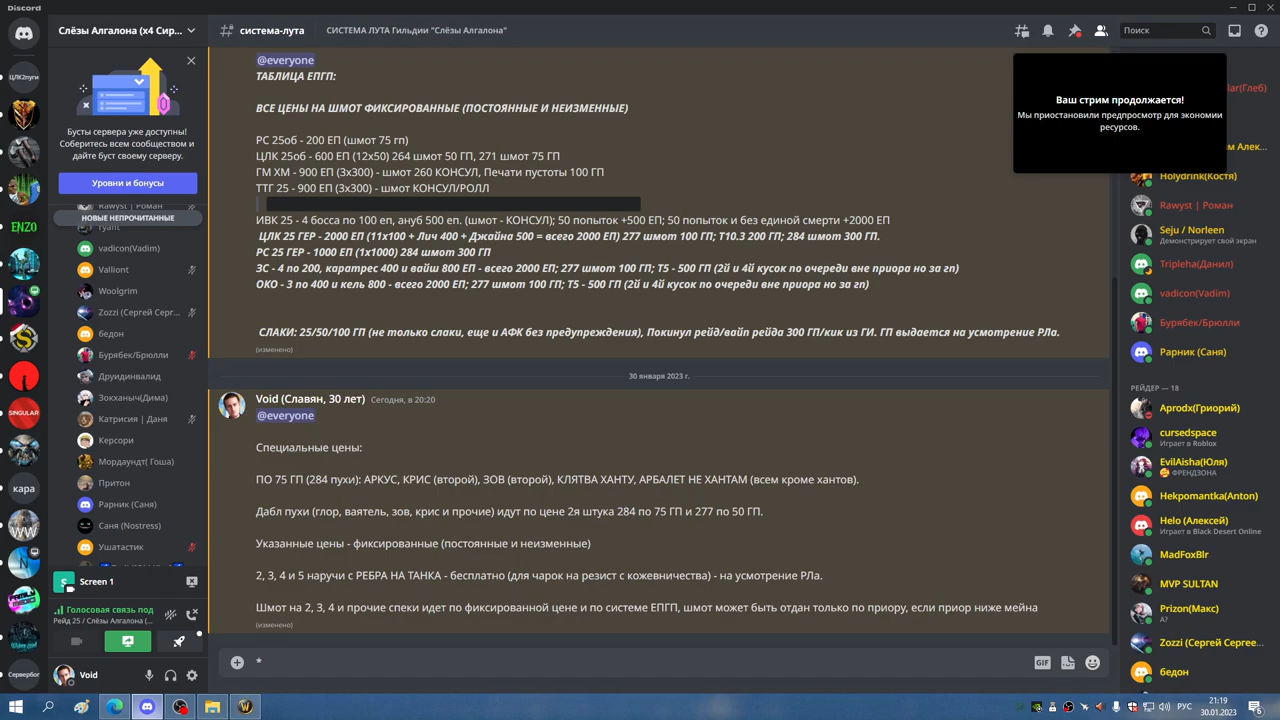 Discord
Слёзы Алгалона (x4 Сир...
система-лута
СИСТЕМА ЛУТА Гильдии "Слёзы Алгалона"
Поиск
ЦЛК2пуги
ENZO
SINGULAR
кара
Сервербог
Бусты сервера уже доступны!
Соберитесь всем сообществом и
дайте буст своему серверу.
Уровни и бонусы
Rawyst | Роман
НОВЫЕ НЕПРОЧИТАННЫЕ
ryant
vadicon(Vadim)
Valliont
Woolgrim
Zozzi (Сергей Серг...
бедон
Бурябек/Брюлли
Друидинвалид
Зокханыч(Дима)
Катрисия | Даня
Керсори
Мордаундт( Гоша)
Притон
Рарник (Саня)
Саня (Nostress)
Ушатастик
Screen 1
Голосовая связь под
Рейд 25 / Слёзы Алгалона (...
Void
@everyone
ТАБЛИЦА ЕПГП:
ВСЕ ЦЕНЫ НА ШМОТ ФИКСИРОВАННЫЕ (ПОСТОЯННЫЕ И НЕИЗМЕННЫЕ)
РС 25об - 200 ЕП (шмот 75 гп)
ЦЛК 25об - 600 ЕП (12x50) 264 шмот 50 ГП, 271 шмот 75 ГП
ГМ ХМ - 900 ЕП (3x300) - шмот 260 КОНСУЛ, Печати пустоты 100 ГП
ТТГ 25 - 900 ЕП (3x300) - шмот КОНСУЛ/РОЛЛ
ИВК 25 - 4 босса по 100 еп, ануб 500 еп. (шмот - КОНСУЛ); 50 попыток +500 ЕП; 50 попыток и без единой смерти +2000 ЕП
ЦЛК 25 ГЕР - 2000 ЕП (11x100 + Лич 400 + Джайна 500 = всего 2000 ЕП) 277 шмот 100 ГП; Т10.3 200 ГП; 284 шмот 300 ГП.
РС 25 ГЕР - 1000 ЕП (1x1000) 284 шмот 300 ГП
ЗС - 4 по 200, каратрес 400 и вайш 800 ЕП - всего 2000 ЕП; 277 шмот 100 ГП; Т5 - 500 ГП (2й и 4й кусок по очереди вне приора но за гп)
ОКО - 3 по 400 и кель 800 - всего 2000 ЕП; 277 шмот 100 ГП; Т5 - 500 ГП (2й и 4й кусок по очереди вне приора но за гп)
СЛАКИ: 25/50/100 ГП (не только слаки, еще и АФК без предупреждения), Покинул рейд/вайп рейда 300 ГП/кик из ГИ. ГП выдается на усмотрение РЛа.
(изменено)
30 января 2023 г.
Void (Славян, 30 лет) Сегодня, в 20:20
@everyone
Специальные цены:
ПО 75 ГП (284 пухи): АРКУС, КРИС (второй), ЗОВ (второй), КЛЯТВА ХАНТУ, АРБАЛЕТ НЕ ХАНТАМ (всем кроме хантов).
Дабл пухи (глор, ваятель, зов, крис и прочие) идут по цене 2я штука 284 по 75 ГП и 277 по 50 ГП.
Указанные цены - фиксированные (постоянные и неизменные)
2, 3, 4 и 5 наручи с РЕБРА НА ТАНКА - бесплатно (для чарок на резист с кожевничества) - на усмотрение РЛа.
Шмот на 2, 3, 4 и прочие спеки идет по фиксированной цене и по системе ЕПГП, шмот может быть отдан только по приору, если приор ниже мейна
(изменено)
*
GIF
Ваш стрим продолжается!
Мы приостановили предпросмотр для экономии
ресурсов.
lar(Глеб)
м Алек...
Holydrink(Костя)
Rawyst | Роман
Seju / Norleen
Демонстрирует свой экран
Tripleha(Данил)
vadicon(Vadim)
Бурябек/Брюлли
Рарник (Саня)
РЕЙДЕР — 18
Aprodx(Гриорий)
cursedspace
Играет в Roblox
EvilAisha(Юля)
ФРЕНДЗОНА
Hekpomantka(Anton)
Helo (Алексей)
Играет в Black Desert Online
MadFoxBlr
MVP SULTAN
Prizon(Макс)
А?
Zozzi (Сергей Сергее...
бедон
РУС
21:19
30.01.2023
6